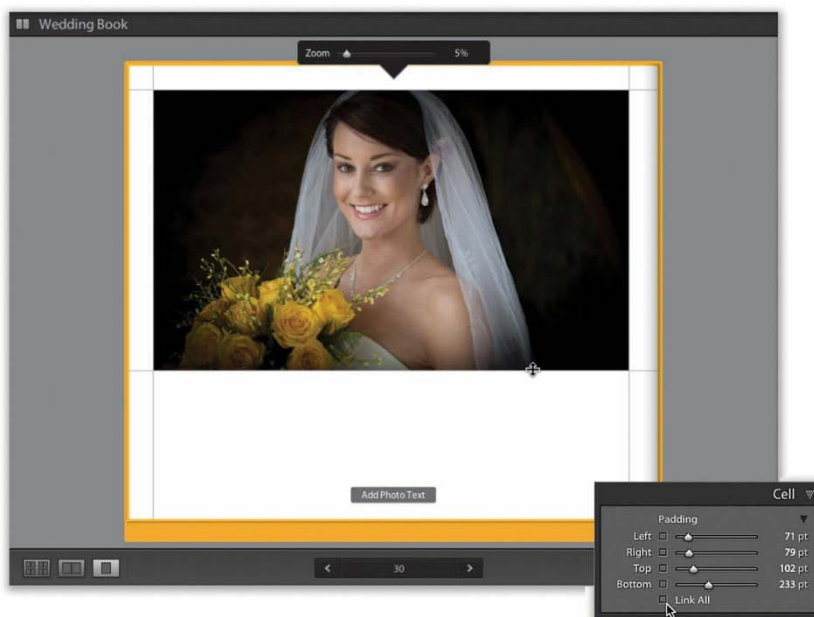 Wedding Book
Zoom 5%
Add Photo Text
30
Cell
Padding
Left 71 pt
Right 79 pt
Top 102 pt
Bottom 233 pt
Link All